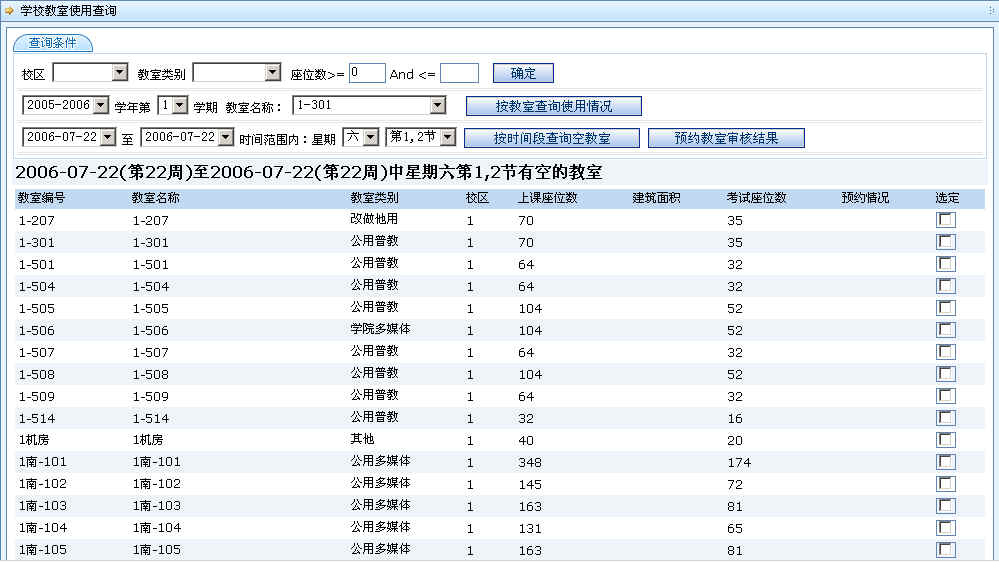 学校教室使用查询
查询条件
校区 教室类别 座位数>= 0 And <= 确定
2005-2006 学年第 1 学期 教室名称： 1-301 按教室查询使用情况
2006-07-22 至 2006-07-22 时间范围内：星期 六 第1,2节 按时间段查询空教室 预约教室审核结果
2006-07-22(第22周)至2006-07-22(第22周)中星期六第1,2节有空的教室
教室编号 教室名称 教室类别 校区 上课座位数 建筑面积 考试座位数 预约情况 选定
1-207 1-207 改做他用 1 70 35
1-301 1-301 公用普教 1 70 35
1-501 1-501 公用普教 1 64 32
1-504 1-504 公用普教 1 64 32
1-505 1-505 公用普教 1 104 52
1-506 1-506 学院多媒体 1 104 52
1-507 1-507 公用普教 1 64 32
1-508 1-508 公用普教 1 104 52
1-509 1-509 公用普教 1 64 32
1-514 1-514 公用普教 1 32 16
1机房 1机房 其他 1 40 20
1南-101 1南-101 公用多媒体 1 348 174
1南-102 1南-102 公用多媒体 1 145 72
1南-103 1南-103 公用多媒体 1 163 81
1南-104 1南-104 公用多媒体 1 131 65
1南-105 1南-105 公用多媒体 1 163 81